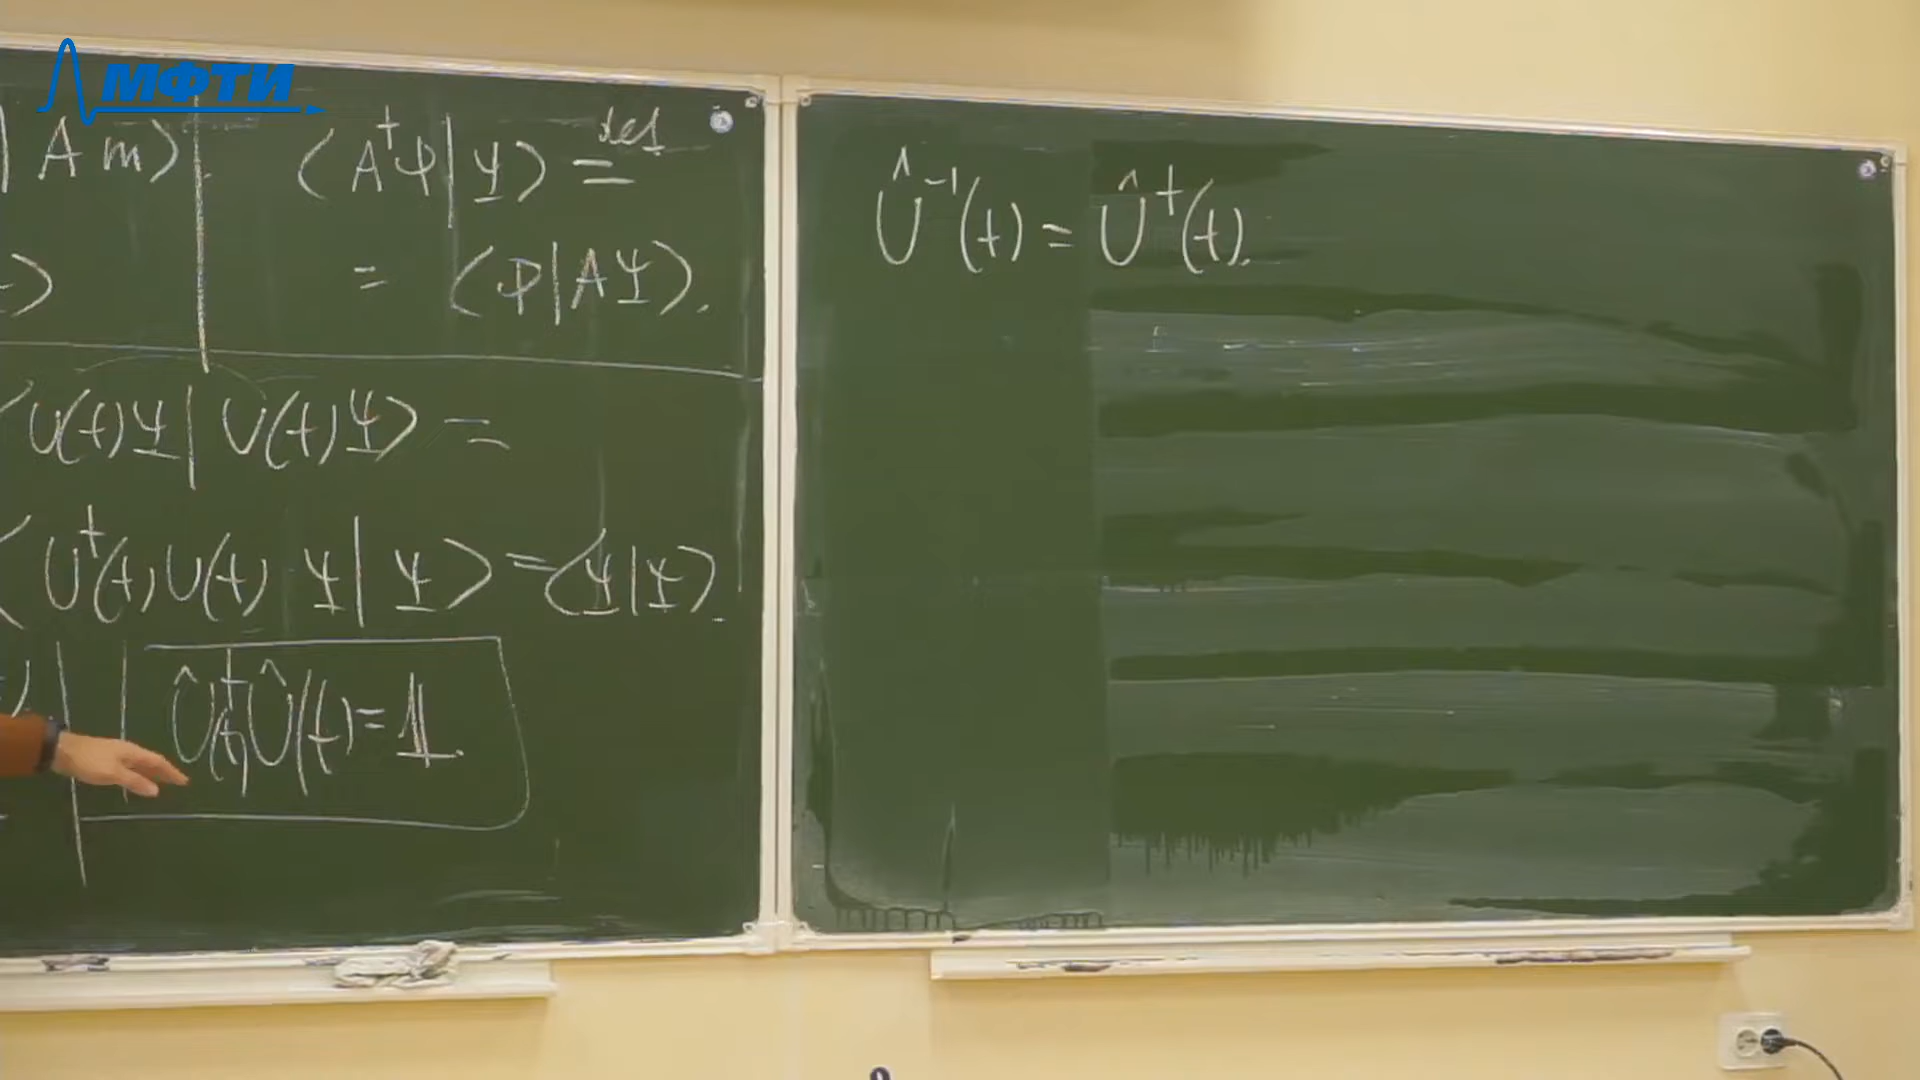 МФТИ
| A m⟩
⟨A†Φ|Ψ⟩ = def
= ⟨Φ|AΨ⟩.
⟨U(t)Ψ|U(t)Ψ⟩ =
⟨U†(t)U(t)Ψ|Ψ⟩ = ⟨Ψ|Ψ⟩.
Û†(t)Û(t) = 1.
Û⁻¹(t) = Û†(t).